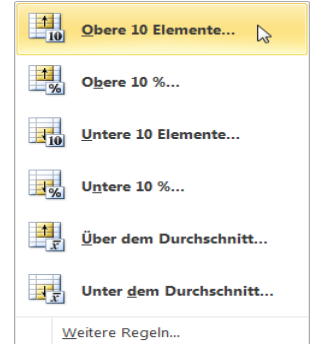 Obere 10 Elemente...
Obere 10 %...
Untere 10 Elemente...
Untere 10 %...
Über dem Durchschnitt...
Unter dem Durchschnitt...
Weitere Regeln...